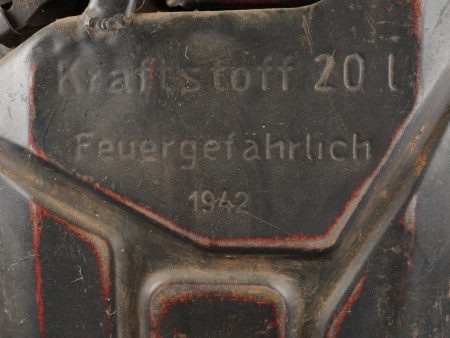 Kraftstoff 20 l
Feuergefährlich
1942